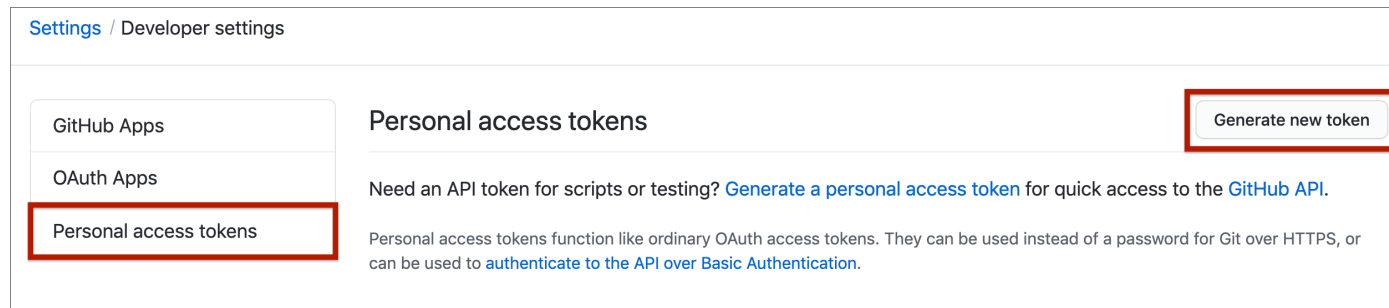 Settings / Developer settings
GitHub Apps
OAuth Apps
Personal access tokens
Personal access tokens
Generate new token
Need an API token for scripts or testing? Generate a personal access token for quick access to the GitHub API.
Personal access tokens function like ordinary OAuth access tokens. They can be used instead of a password for Git over HTTPS, or
can be used to authenticate to the API over Basic Authentication.